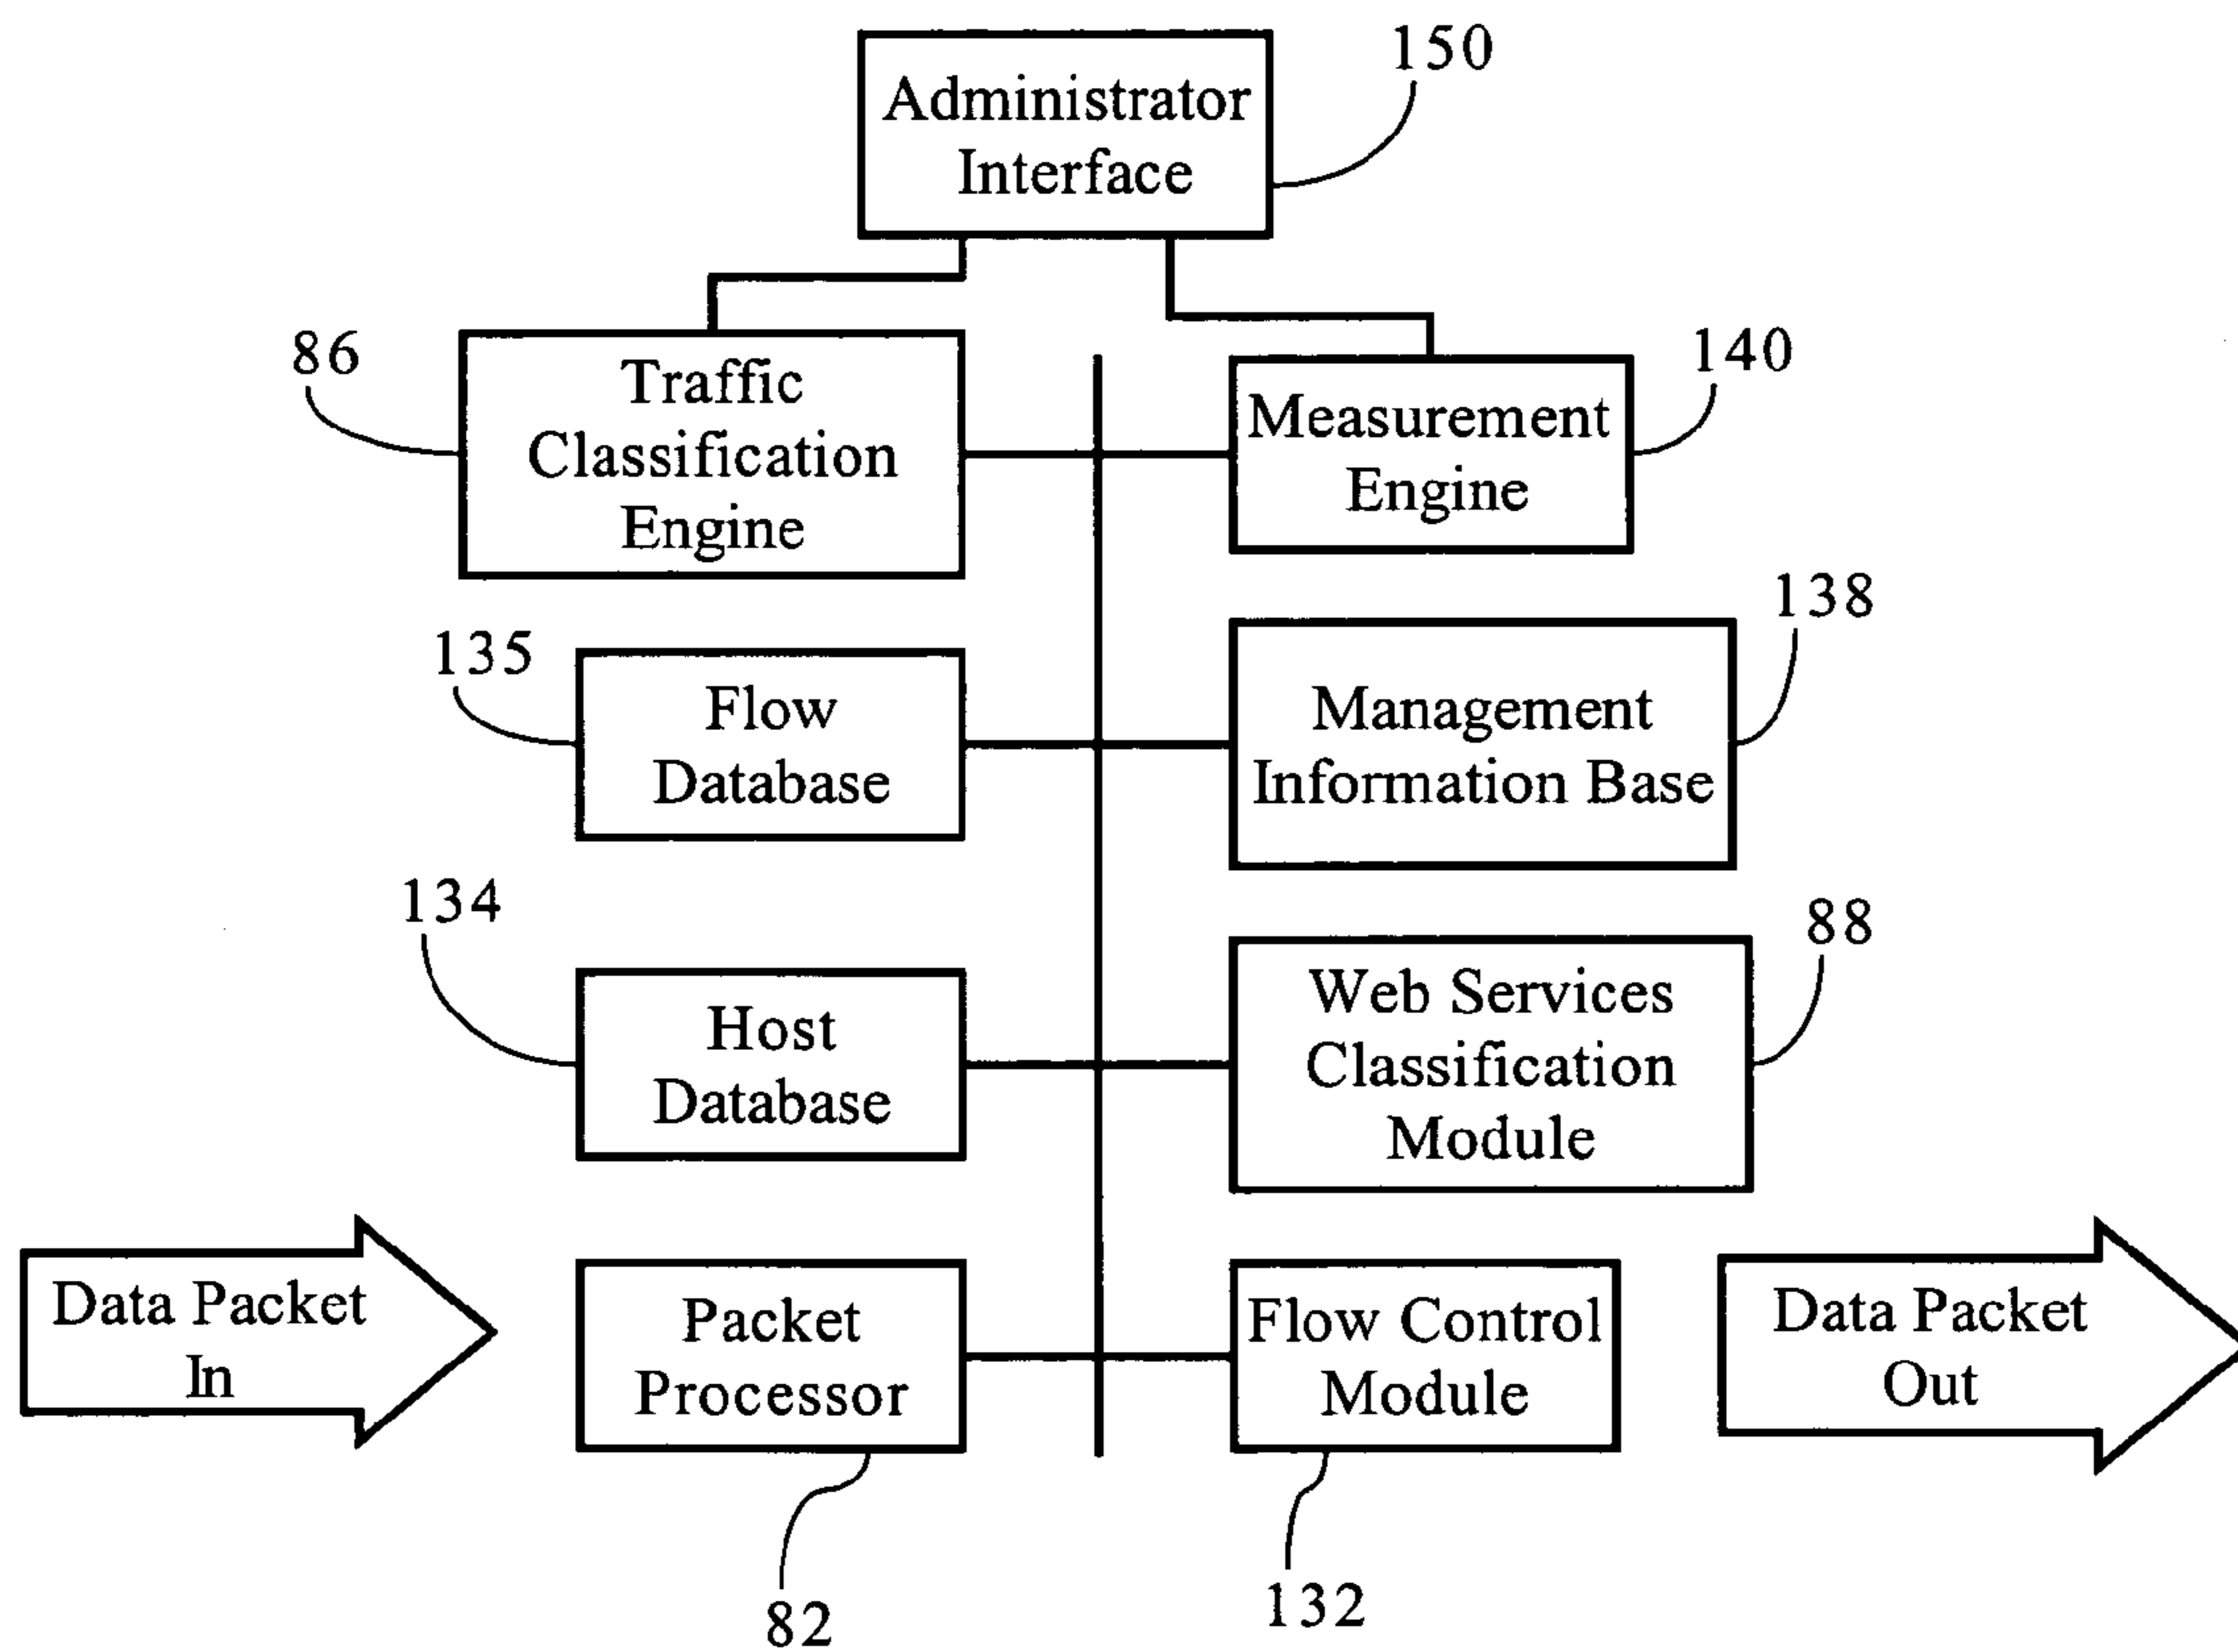 150
Administrator
Interface
86
Traffic
Classification
Engine
140
Measurement
Engine
135
Flow
Database
138
Management
Information Base
134
Host
Database
88
Web Services
Classification
Module
Data Packet
In
Packet
Processor
Flow Control
Module
Data Packet
Out
82
132